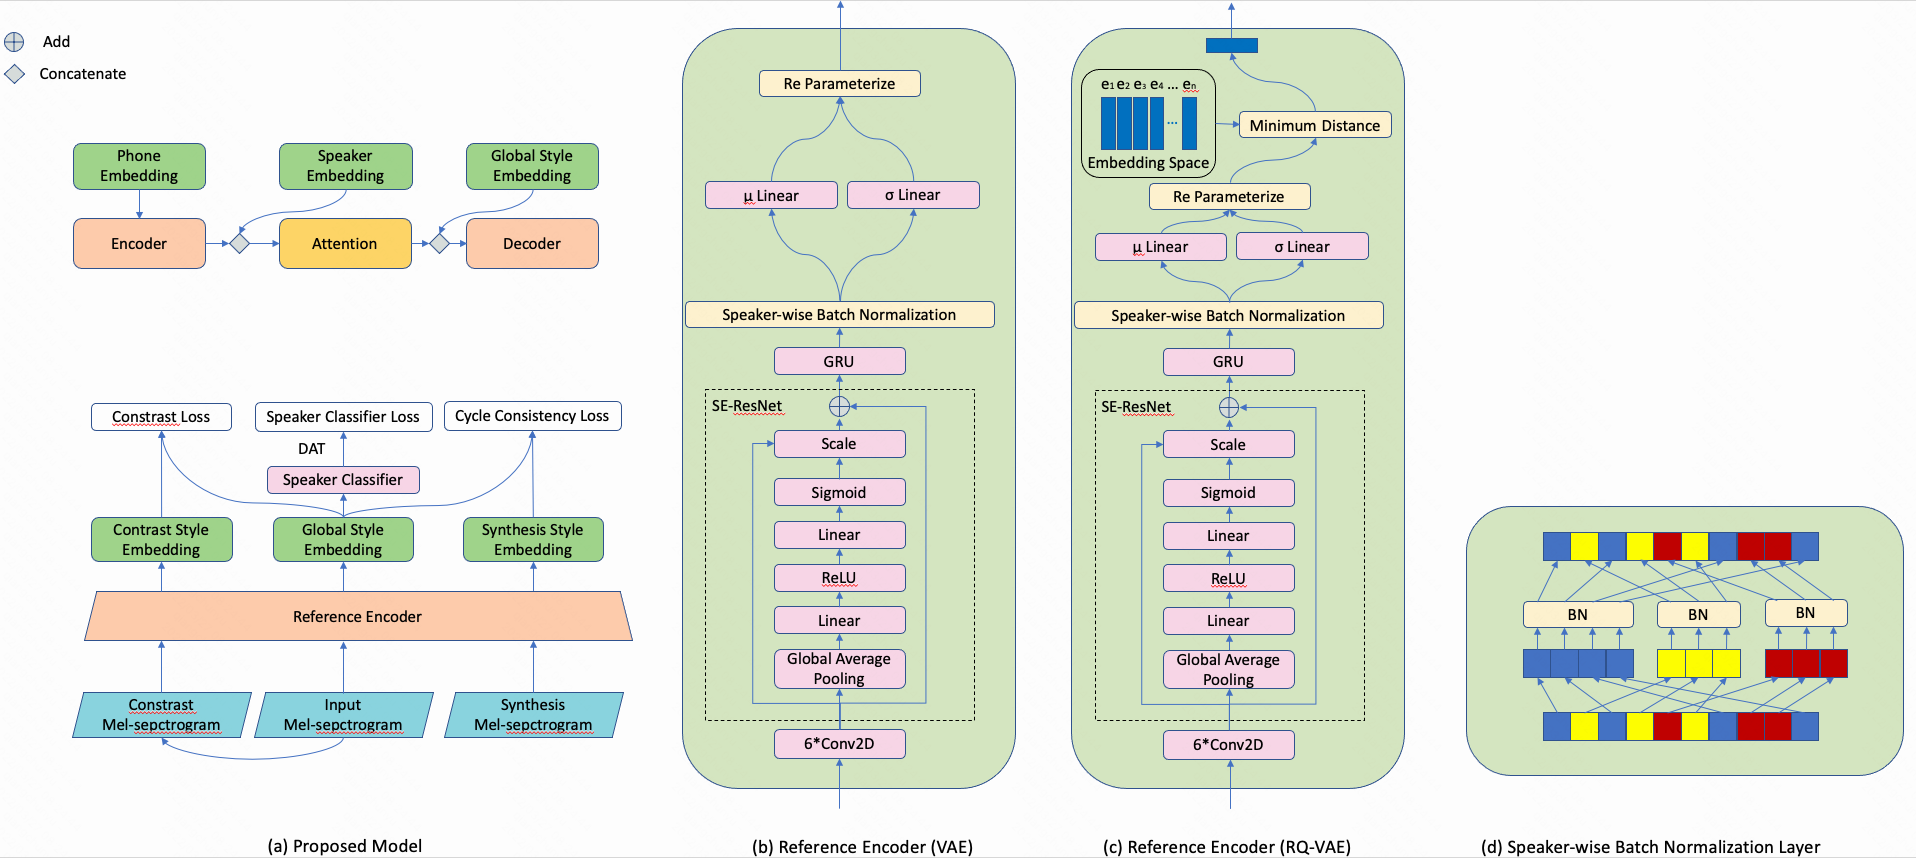 Add
Concatenate
Phone
Embedding
Speaker
Embedding
Global Style
Embedding
Encoder
Attention
Decoder
Constrast Loss
Speaker Classifier Loss
Cycle Consistency Loss
DAT
Speaker Classifier
Contrast Style
Embedding
Global Style
Embedding
Synthesis Style
Embedding
Reference Encoder
Constrast
Mel-sepctrogram
Input
Mel-sepctrogram
Synthesis
Mel-sepctrogram
(a) Proposed Model
Re Parameterize
μ Linear
σ Linear
Speaker-wise Batch Normalization
GRU
SE-ResNet
Scale
Sigmoid
Linear
ReLU
Linear
Global Average
Pooling
6*Conv2D
(b) Reference Encoder (VAE)
e1 e2 e3 e4 ... en
...
Embedding Space
Minimum Distance
Re Parameterize
μ Linear
σ Linear
Speaker-wise Batch Normalization
GRU
SE-ResNet
Scale
Sigmoid
Linear
ReLU
Linear
Global Average
Pooling
6*Conv2D
(c) Reference Encoder (RQ-VAE)
BN
BN
BN
(d) Speaker-wise Batch Normalization Layer